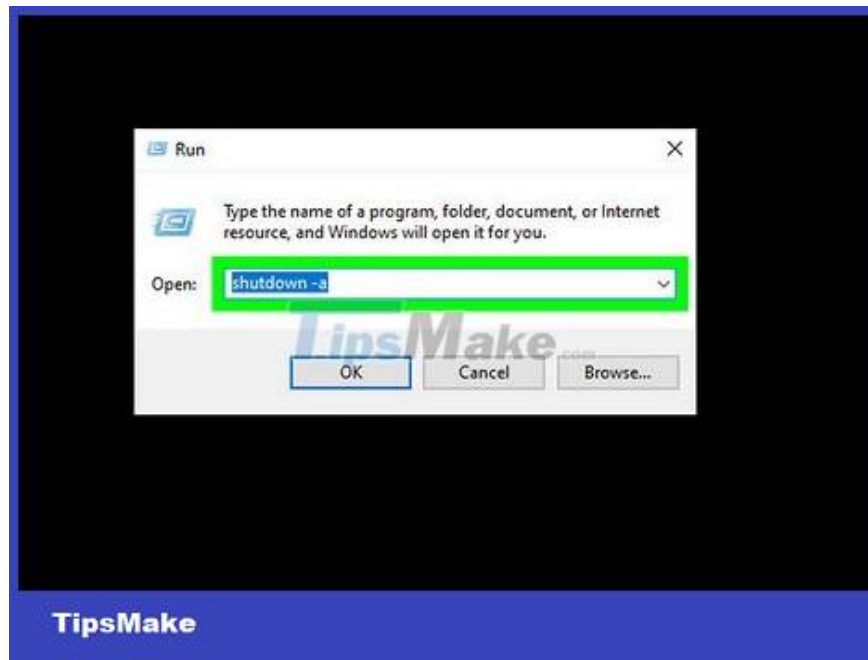 Run
Type the name of a program, folder, document, or Internet
resource, and Windows will open it for you.
Open:
shutdown -a
TipsMake.com
OK
Cancel
Browse...
TipsMake